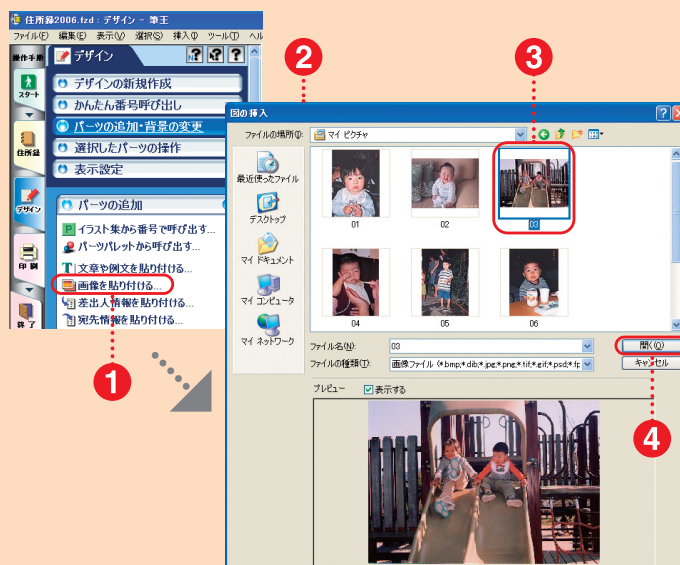 住所録2006.fzd : デザイン - 筆王
ファイル(F) 編集(E) 表示(V) 選択(S) 挿入(I) ツール(T) ヘル
操作手順
デザイン
スタート
住所録
デザイン
印刷
終了
デザインの新規作成
かんたん番号呼び出し
パーツの追加・背景の変更
選択したパーツの操作
表示設定
パーツの追加
イラスト集から番号で呼び出す...
パーツパレットから呼び出す...
文章や例文を貼り付ける...
画像を貼り付ける...
差出人情報を貼り付ける...
宛先情報を貼り付ける...
1
2
3
図の挿入
ファイルの場所(I):
マイ ピクチャ
最近使ったファイル
デスクトップ
マイ ドキュメント
マイ コンピュータ
マイ ネットワーク
01
02
03
04
05
06
ファイル名(N):
03
開く(O)
ファイルの種類(T):
画像ファイル (*.bmp;*.dib;*.jpg;*.png;*.tif;*.gif;*.psd;*.fp
キャンセル
4
プレビュー
表示する